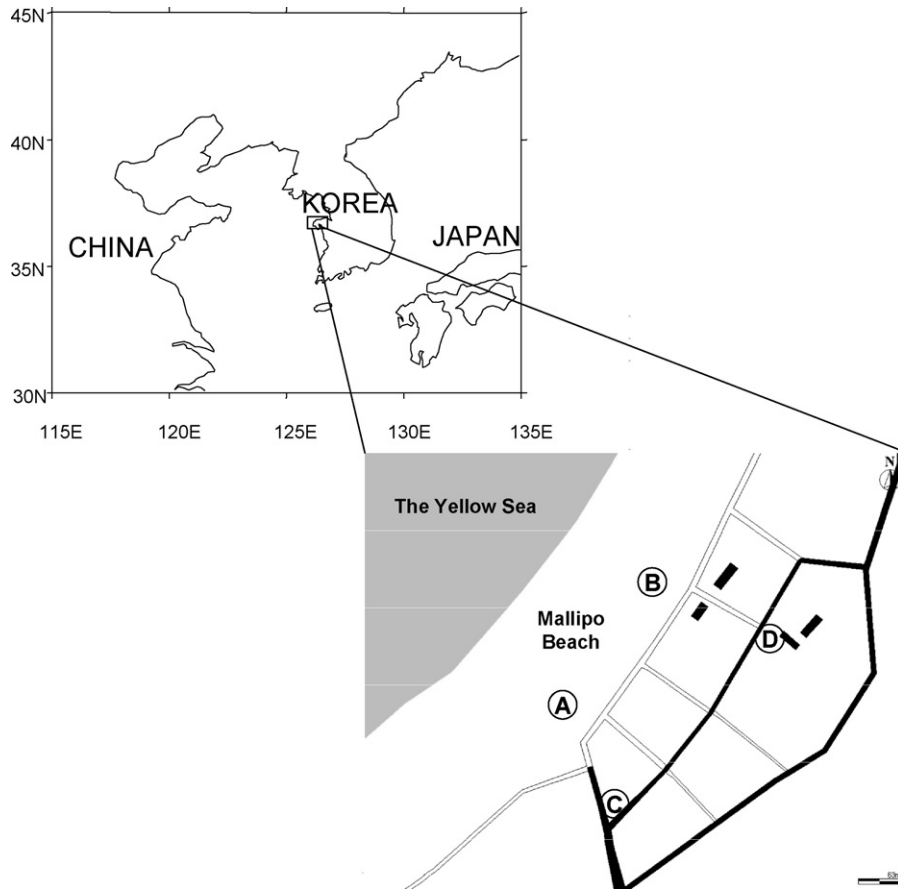 45N
40N
35N
30N
115E
120E
125E
130E
135E
CHINA
KOREA
JAPAN
The Yellow Sea
N
B
Mallipo
Beach
D
A
C